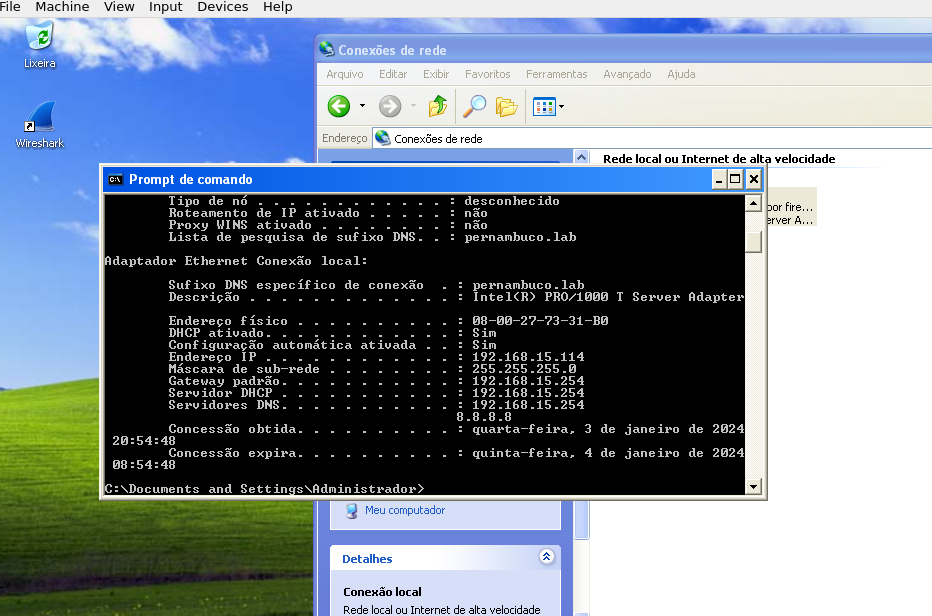 File Machine View Input Devices Help
Lixeira
Wireshark
Conexões de rede
Arquivo Editar Exibir Favoritos Ferramentas Avançado Ajuda
Endereço Conexões de rede
Rede local ou Internet de alta velocidade
por fire...
erver A...
Prompt de comando
Tipo de nó . . . . . . . . . . . . : desconhecido
Roteamento de IP ativado . . . . . : não
Proxy WINS ativado . . . . . . . . : não
Lista de pesquisa de sufixo DNS. . : pernambuco.lab
Adaptador Ethernet Conexão local:
Sufixo DNS específico de conexão . : pernambuco.lab
Descrição . . . . . . . . . . . . . : Intel(R) PRO/1000 T Server Adapter
Endereço físico . . . . . . . . . . : 08-00-27-73-31-B0
DHCP ativado. . . . . . . . . . . . : Sim
Configuração automática ativada . . : Sim
Endereço IP . . . . . . . . . . . . : 192.168.15.114
Máscara de sub-rede . . . . . . . . : 255.255.255.0
Gateway padrão. . . . . . . . . . . : 192.168.15.254
Servidor DHCP . . . . . . . . . . . : 192.168.15.254
Servidores DNS. . . . . . . . . . . : 192.168.15.254
8.8.8.8
Concessão obtida. . . . . . . . . . : quarta-feira, 3 de janeiro de 2024
20:54:48
Concessão expira. . . . . . . . . . : quinta-feira, 4 de janeiro de 2024
08:54:48
C:\Documents and Settings\Administrador>
Meu computador
Detalhes
Conexão local
Rede local ou Internet de alta velocidade